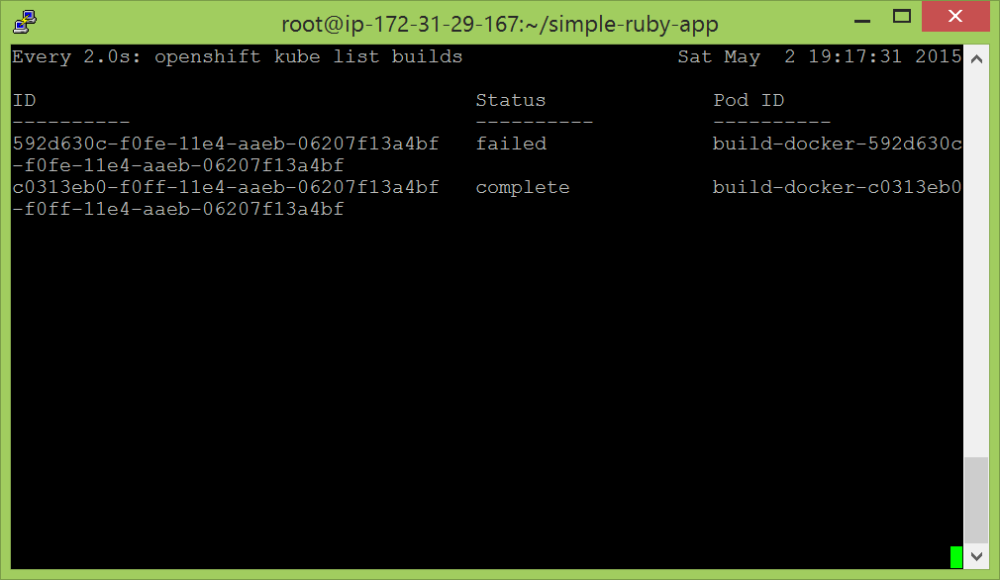 root@ip-172-31-29-167:~/simple-ruby-app
Every 2.0s: openshift kube list builds Sat May  2 19:17:31 2015
ID Status Pod ID
---------- ---------- ----------
592d630c-f0fe-11e4-aaeb-06207f13a4bf failed build-docker-592d630c
-f0fe-11e4-aaeb-06207f13a4bf
c0313eb0-f0ff-11e4-aaeb-06207f13a4bf complete build-docker-c0313eb0
-f0ff-11e4-aaeb-06207f13a4bf